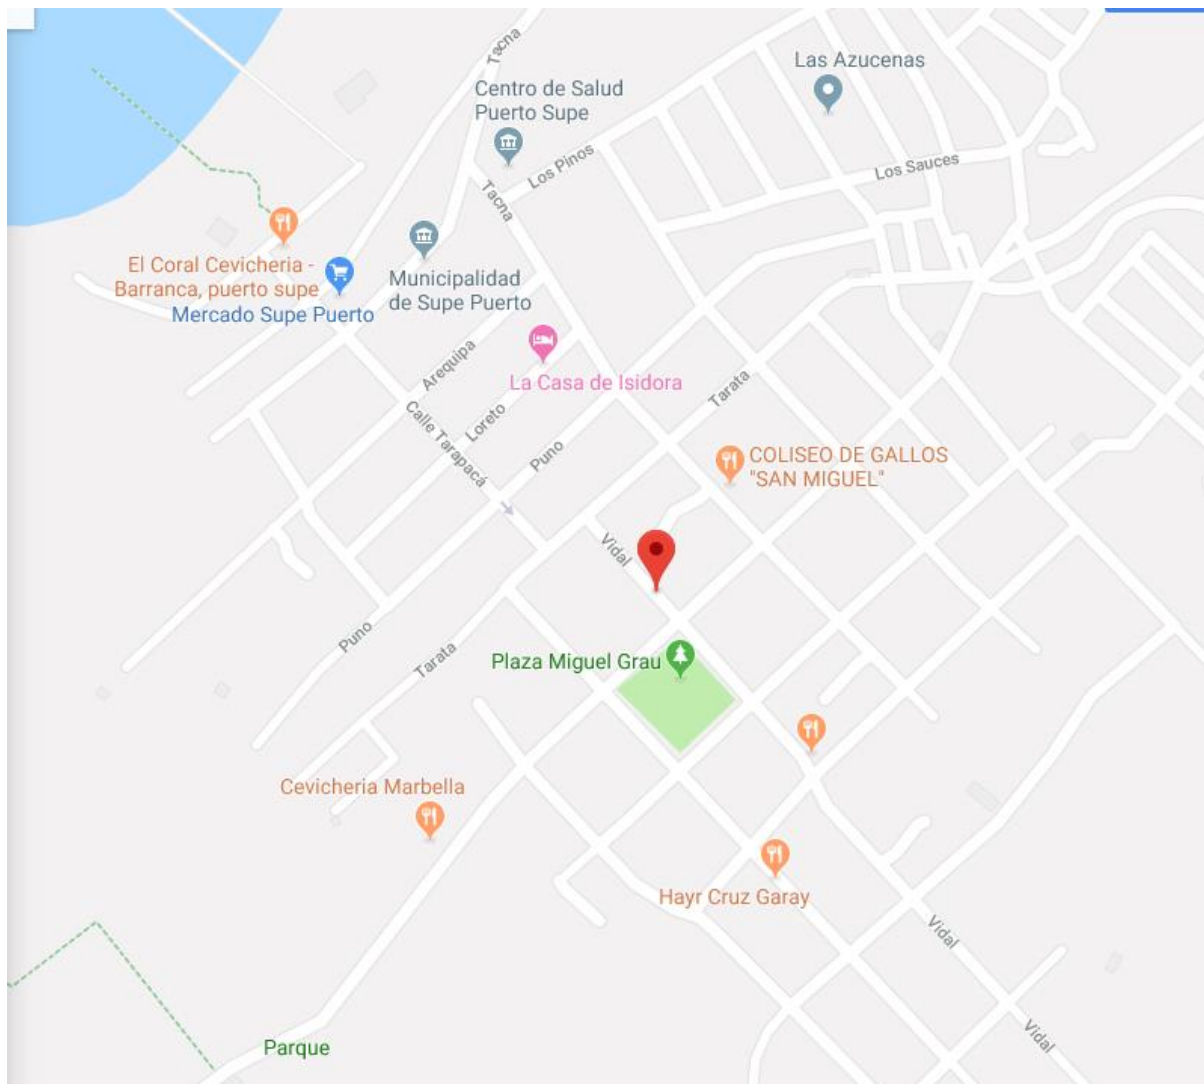 Tacna
Las Azucenas
Centro de Salud
Puerto Supe
Los Pinos
Los Sauces
Tacna
El Coral Cevicheria -
Barranca, puerto supe
Mercado Supe Puerto
Municipalidad
de Supe Puerto
Arequipa
La Casa de Isidora
Tarata
Loreto
Calle Tarapacá
Puno
COLISEO DE GALLOS
"SAN MIGUEL"
Vidal
Puno
Tarata
Plaza Miguel Grau
Cevicheria Marbella
Hayr Cruz Garay
Vidal
Vidal
Parque